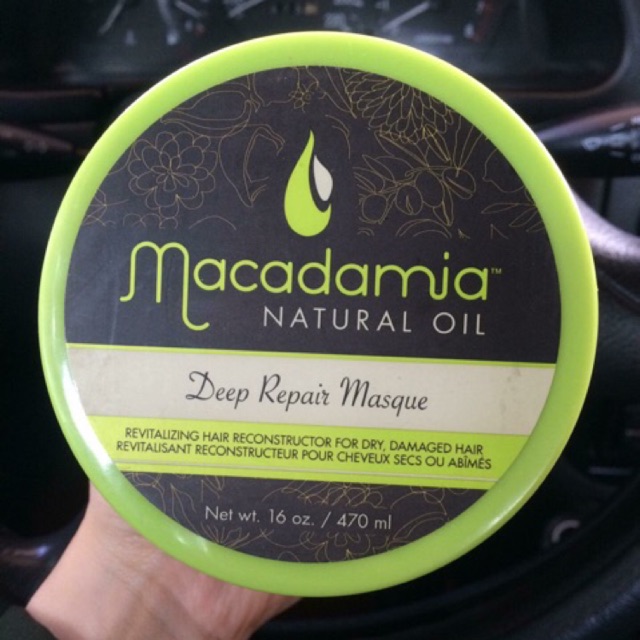 Macadamia™
NATURAL OIL
Deep Repair Masque
REVITALIZING HAIR RECONSTRUCTOR FOR DRY, DAMAGED HAIR
REVITALISANT RECONSTRUCTEUR POUR CHEVEUX SECS OU ABÎMÉS
Net wt. 16 oz. / 470 ml